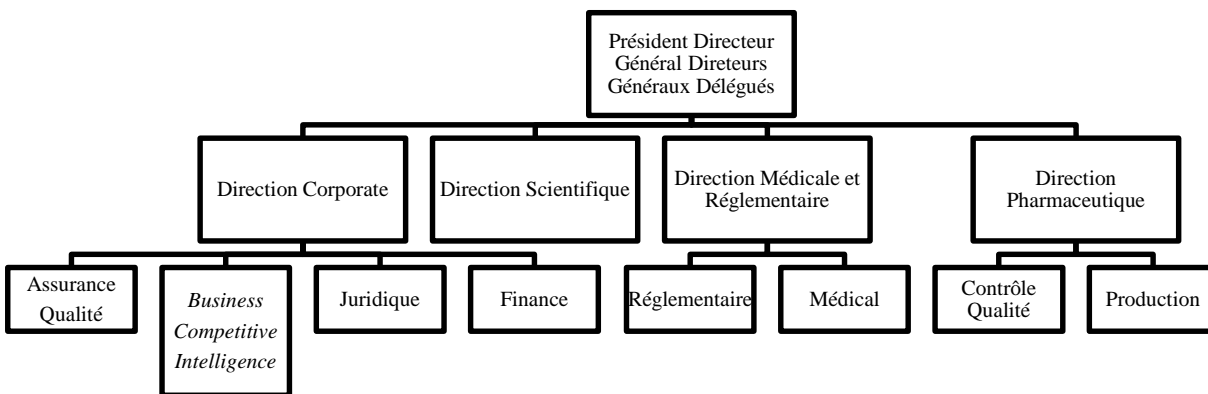 Président Directeur
Général Direteurs
Généraux Délégués
Direction Corporate
Direction Scientifique
Direction Médicale et
Réglementaire
Direction
Pharmaceutique
Assurance
Qualité
Business
Competitive
Intelligence
Juridique
Finance
Réglementaire
Médical
Contrôle
Qualité
Production